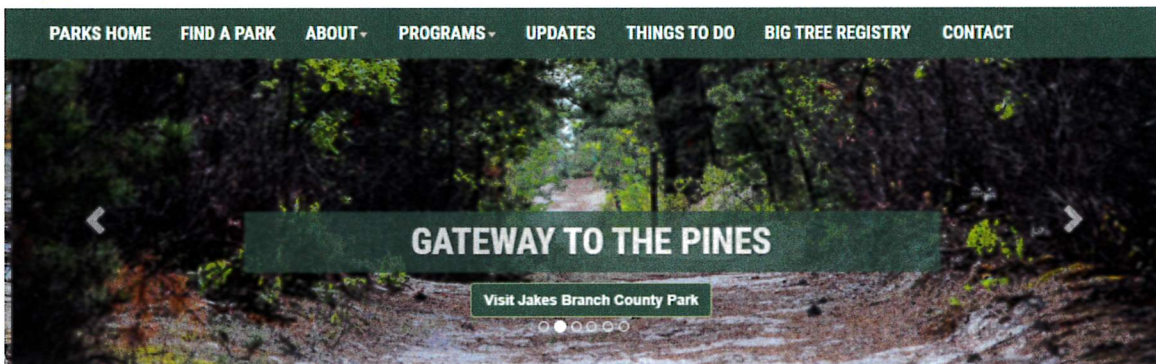 PARKS HOME FIND A PARK ABOUT PROGRAMS UPDATES THINGS TO DO BIG TREE REGISTRY CONTACT
GATEWAY TO THE PINES
Visit Jakes Branch County Park